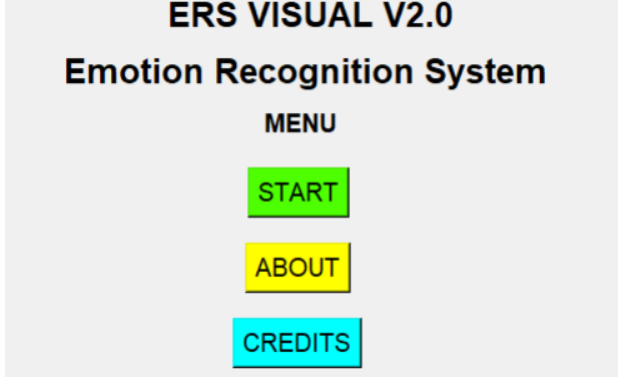 ERS VISUAL V2.0
Emotion Recognition System
MENU
START
ABOUT
CREDITS